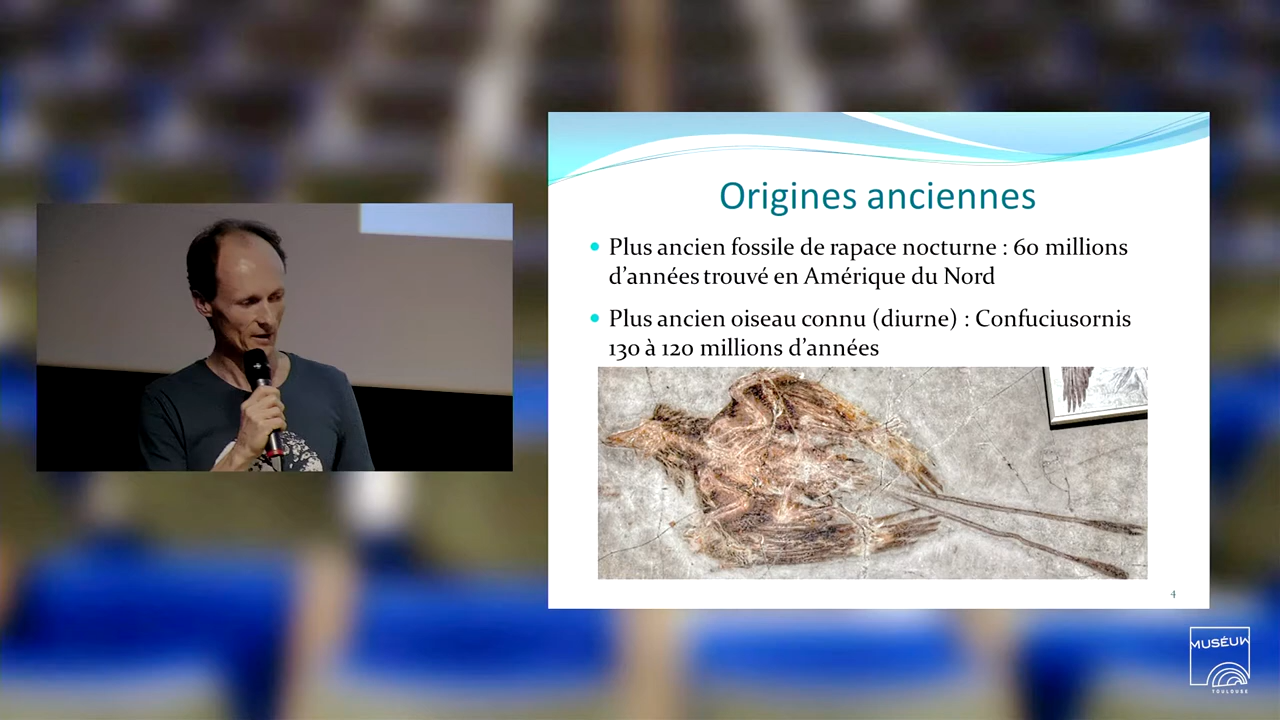 Origines anciennes
• Plus ancien fossile de rapace nocturne : 60 millions
d’années trouvé en Amérique du Nord
• Plus ancien oiseau connu (diurne) : Confuciusornis
130 à 120 millions d’années
4
MUSÉUM
TOULOUSE